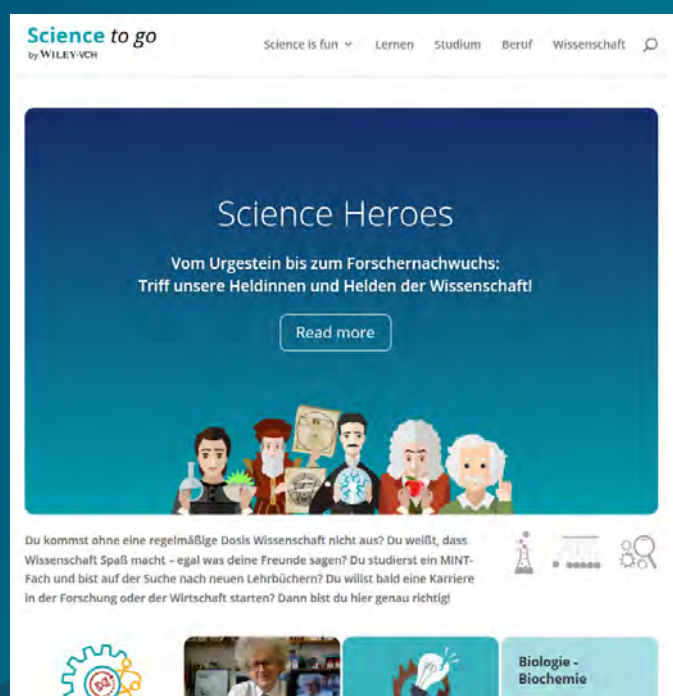 Science to go
by WILEY-VCH
Science is fun Lernen Studium Beruf Wissenschaft
Science Heroes
Vom Urgestein bis zum Forschernachwuchs:
Triff unsere Heldinnen und Helden der Wissenschaft!
Read more
Du kommst ohne eine regelmäßige Dosis Wissenschaft nicht aus? Du weißt, dass
Wissenschaft Spaß macht – egal was deine Freunde sagen? Du studierst ein MINT-
Fach und bist auf der Suche nach neuen Lehrbüchern? Du willst bald eine Karriere
in der Forschung oder der Wirtschaft starten? Dann bist du hier genau richtig!
Biologie -
Biochemie